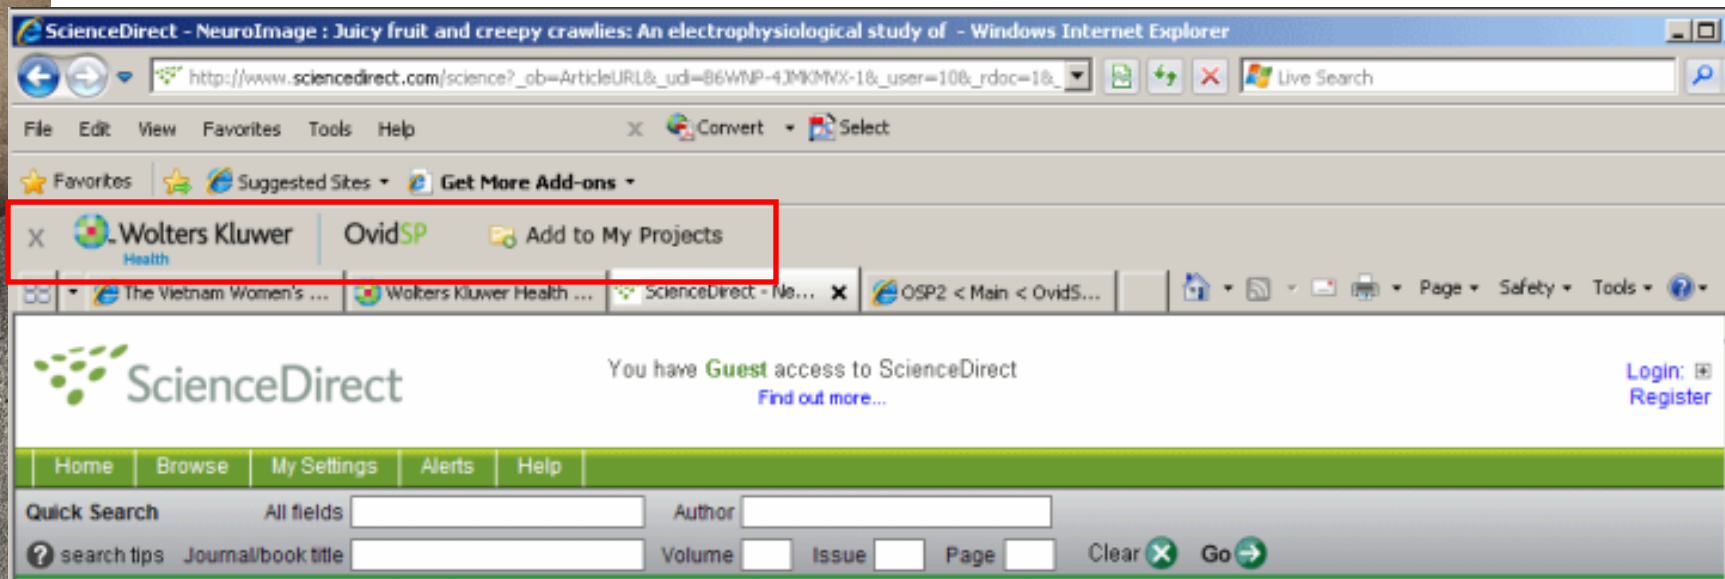 ScienceDirect - NeuroImage : Juicy fruit and creepy crawlies: An electrophysiological study of - Windows Internet Explorer
http://www.sciencedirect.com/science?_ob=ArticleURL&_udi=B6WNP-4JMKMVX-1&_user=10&_rdoc=1&_ Live Search
File Edit View Favorites Tools Help x Convert Select
Favorites Suggested Sites Get More Add-ons
x Wolters Kluwer OvidSP Add to My Projects
Health
The Vietnam Women's ... Wolters Kluwer Health ... ScienceDirect - Ne... x OSP2 < Main < OvidS... Page Safety Tools
ScienceDirect You have Guest access to ScienceDirect
Find out more...
Login:
Register
Home Browse My Settings Alerts Help
Quick Search All fields Author
? search tips Journal/book title Volume Issue Page Clear Go